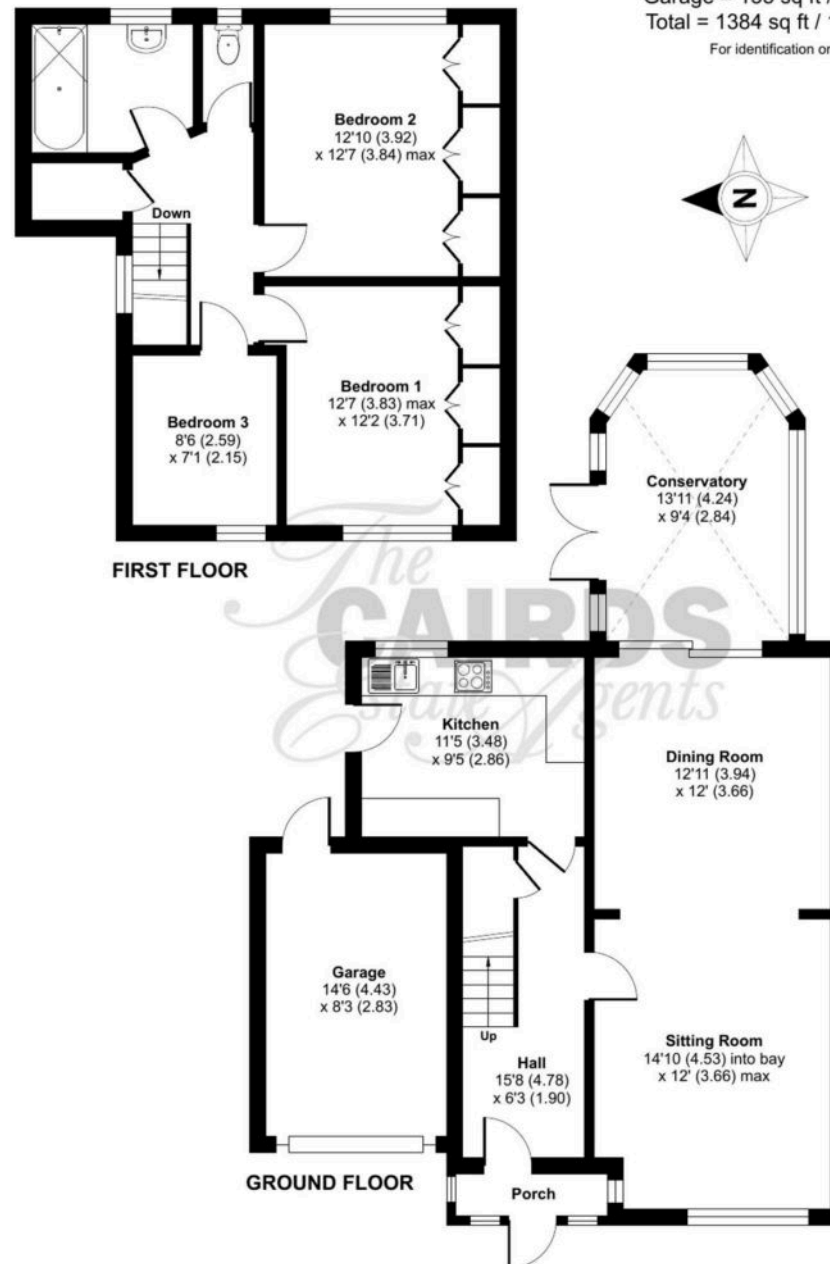 Total = 1384 sq ft /
For identification
Bedroom 2
12'10 (3.92)
x 12'7 (3.84) max
N
Down
Bedroom 1
12'7 (3.83) max
x 12'2 (3.71)
Bedroom 3
8'6 (2.59)
x 7'1 (2.15)
Conservatory
13'11 (4.24)
x 9'4 (2.84)
FIRST FLOOR
The
CAIRDS
Estate Agents
Kitchen
11'5 (3.48)
x 9'5 (2.86)
Dining Room
12'11 (3.94)
x 12' (3.66)
Garage
14'6 (4.43)
x 8'3 (2.83)
Up
Hall
15'8 (4.78)
x 6'3 (1.90)
Sitting Room
14'10 (4.53) into bay
x 12' (3.66) max
GROUND FLOOR
Porch